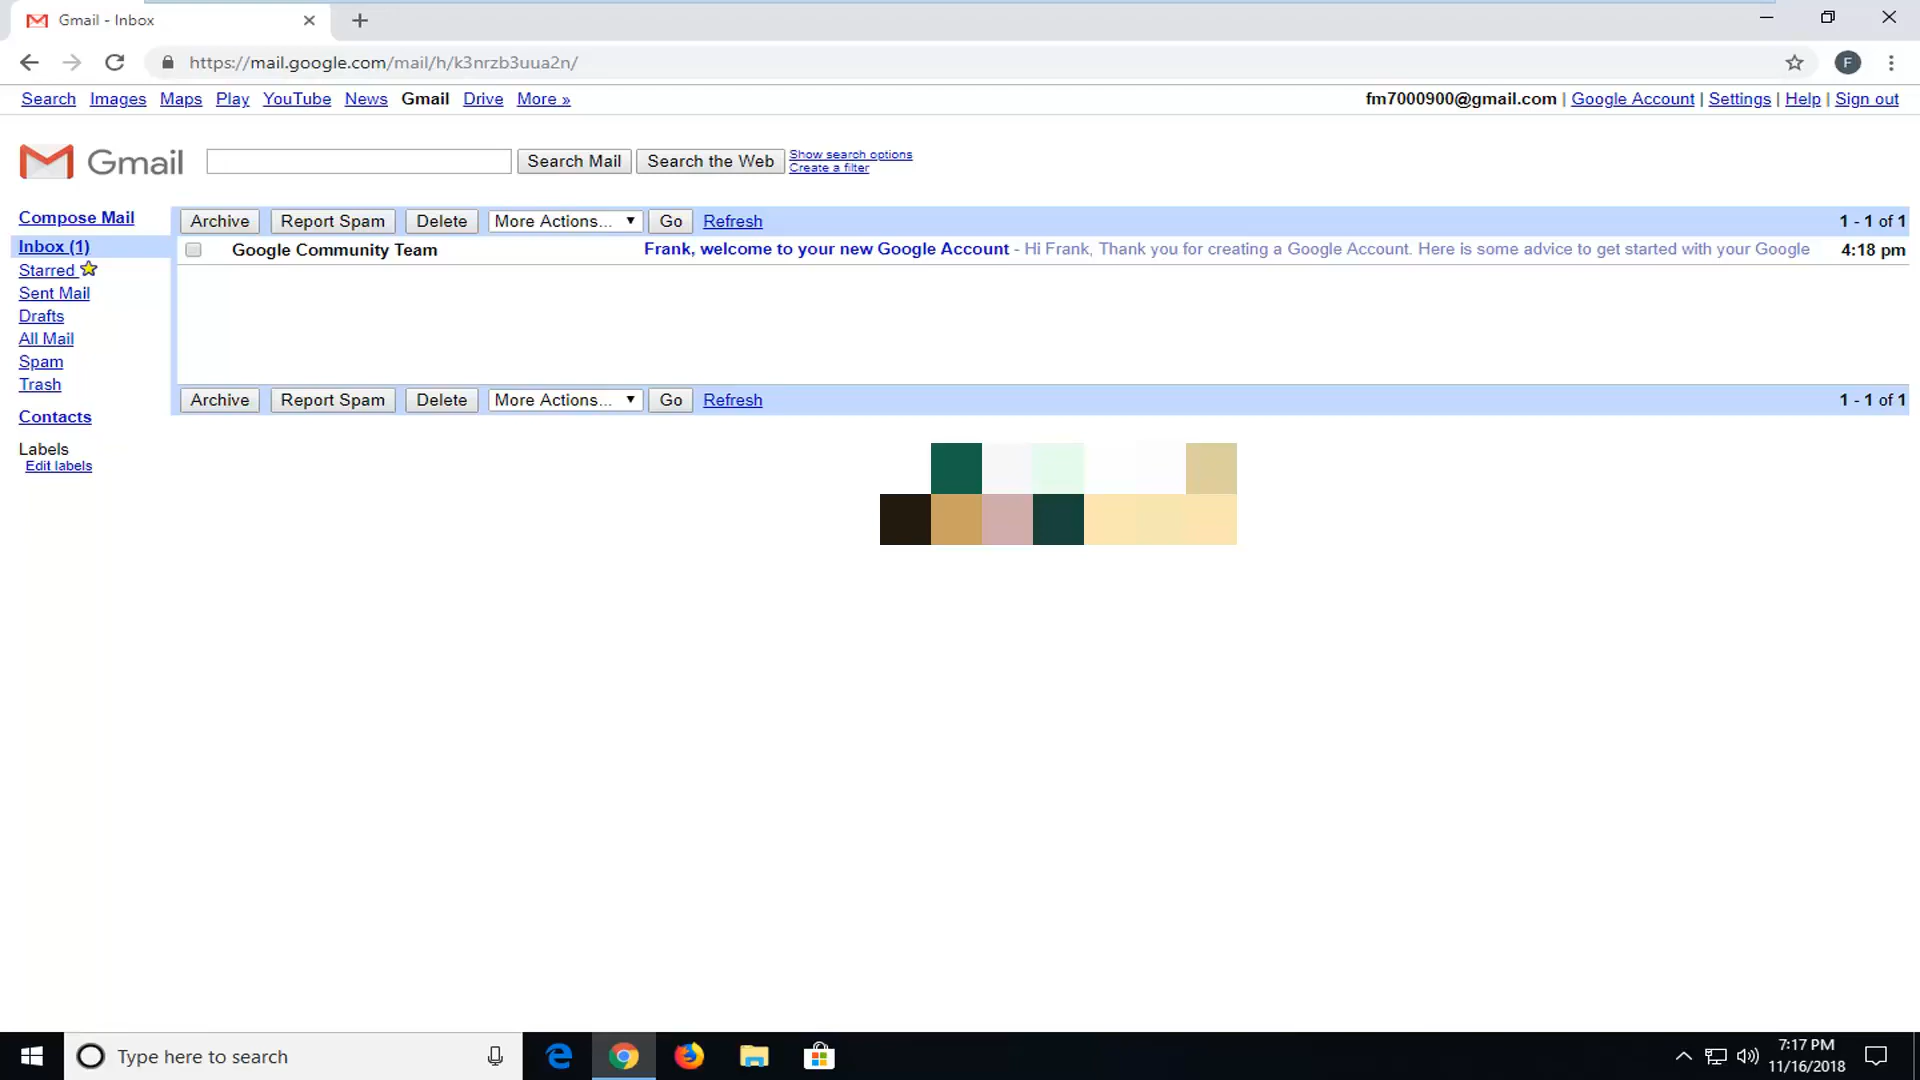 Gmail - Inbox
https://mail.google.com/mail/h/k3nrzb3uua2n/
F
Search Images Maps Play YouTube News Gmail Drive More »
fm7000900@gmail.com | Google Account | Settings | Help | Sign out
Gmail
Search Mail
Search the Web
Show search options
Create a filter
Compose Mail
Inbox (1)
Starred
Sent Mail
Drafts
All Mail
Spam
Trash
Contacts
Labels
Edit labels
Archive Report Spam Delete More Actions... Go Refresh 1 - 1 of 1
Google Community Team Frank, welcome to your new Google Account - Hi Frank, Thank you for creating a Google Account. Here is some advice to get started with your Google 4:18 pm
Archive Report Spam Delete More Actions... Go Refresh 1 - 1 of 1
Type here to search
7:17 PM
11/16/2018